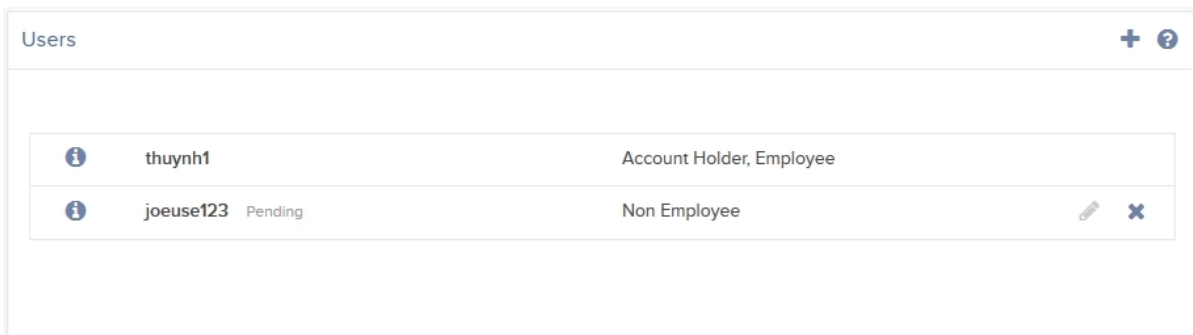 Users
thuynh1 Account Holder, Employee
joeuse123 Pending Non Employee